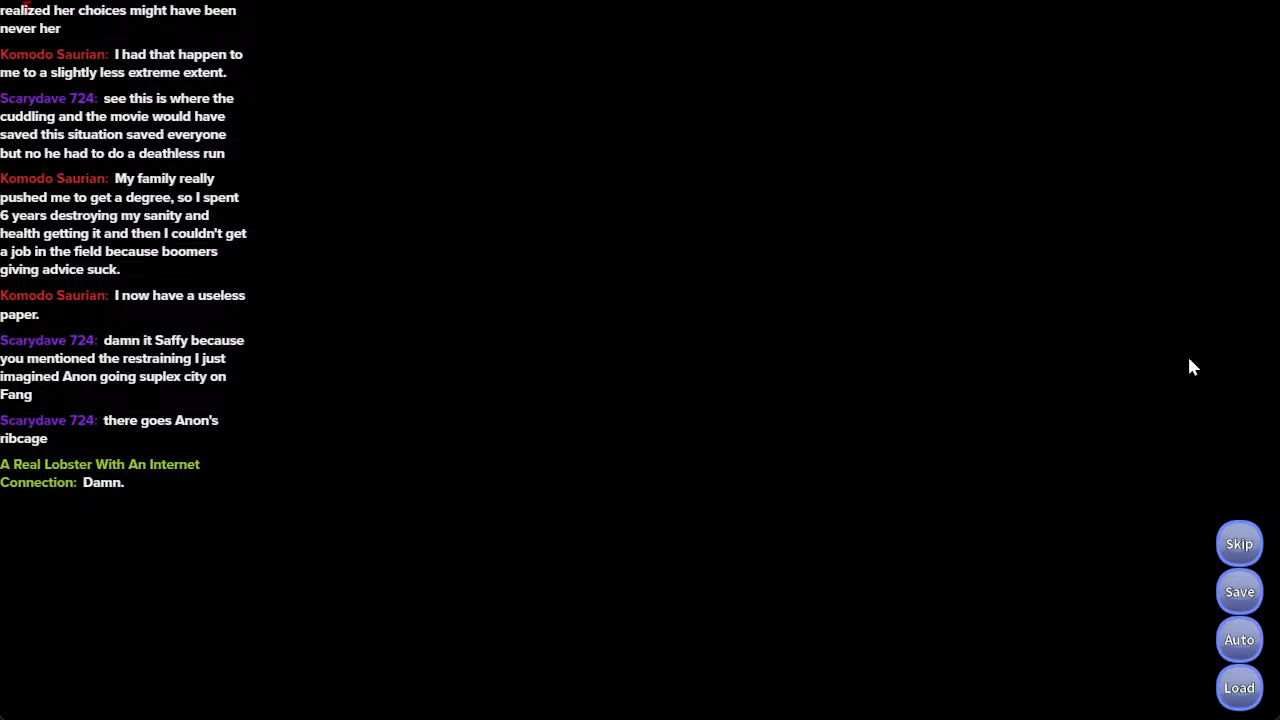 realized her choices might have been
never her
Komodo Saurian: I had that happen to
me to a slightly less extreme extent.
Scarydave 724: see this is where the
cuddling and the movie would have
saved this situation saved everyone
but no he had to do a deathless run
Komodo Saurian: My family really
pushed me to get a degree, so I spent
6 years destroying my sanity and
health getting it and then I couldn't get
a job in the field because boomers
giving advice suck.
Komodo Saurian: I now have a useless
paper.
Scarydave 724: damn it Saffy because
you mentioned the restraining I just
imagined Anon going suplex city on
Fang
Scarydave 724: there goes Anon's
ribcage
A Real Lobster With An Internet
Connection: Damn.
Skip
Save
Auto
Load